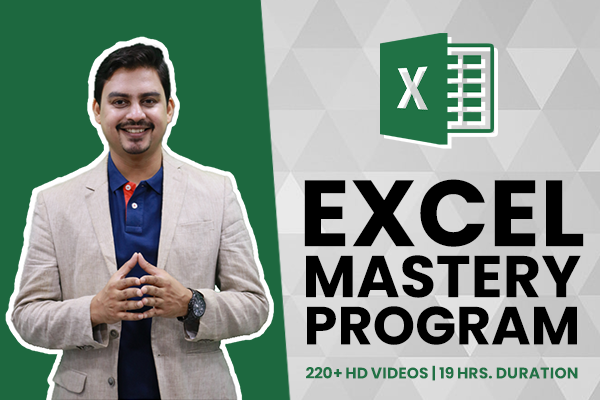 X
EXCEL
MASTERY
PROGRAM
220+ HD VIDEOS | 19 HRS. DURATION